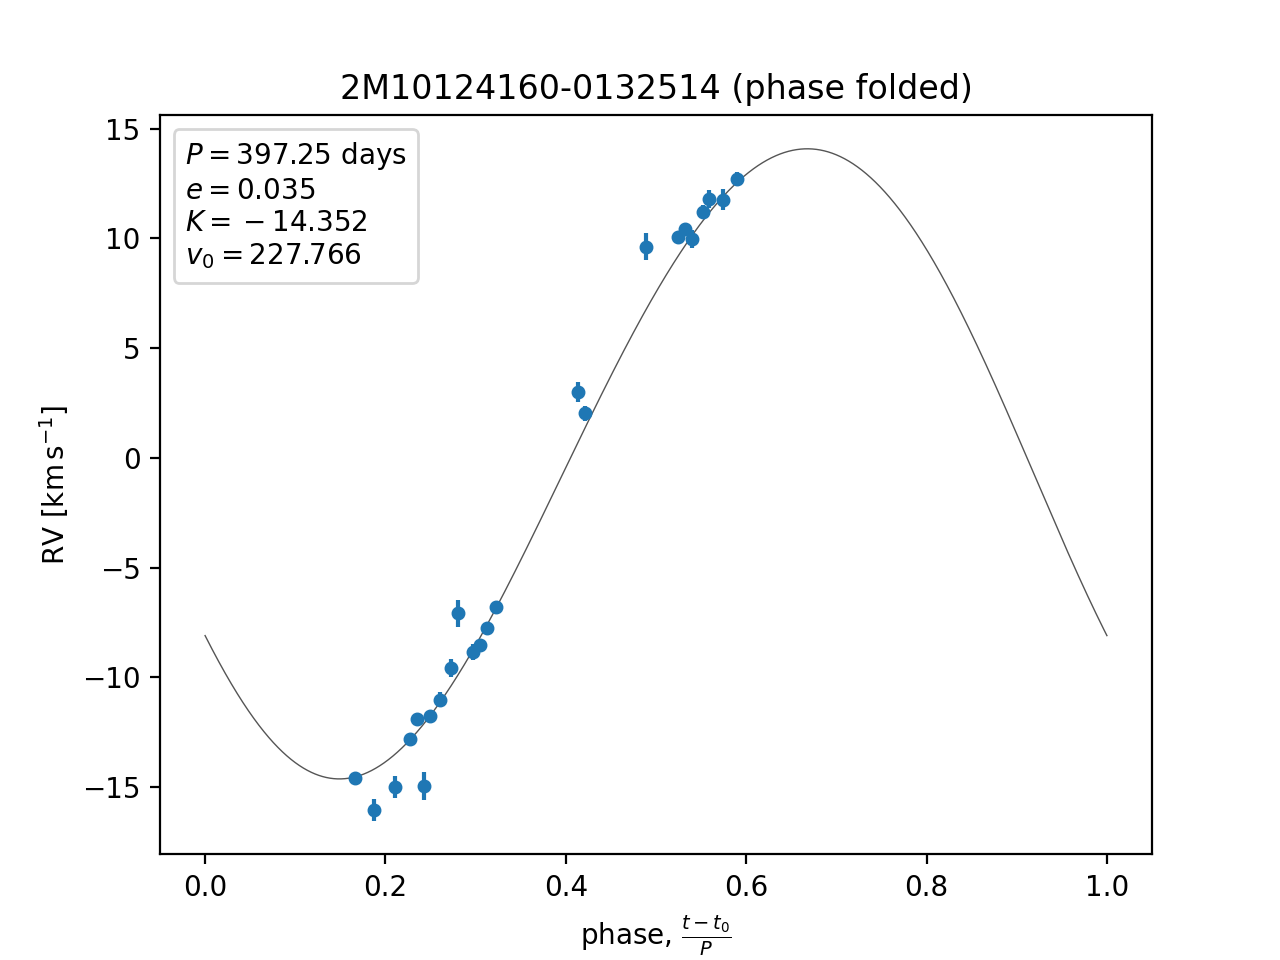 2M10124160-0132514 (phase folded)
P = 397.25 days
e = 0.035
K = −14.352
v₀ = 227.766
RV [km s⁻¹]
15
10
5
0
−5
−10
−15
0.0 0.2 0.4 0.6 0.8 1.0
phase, (t − t₀)/P